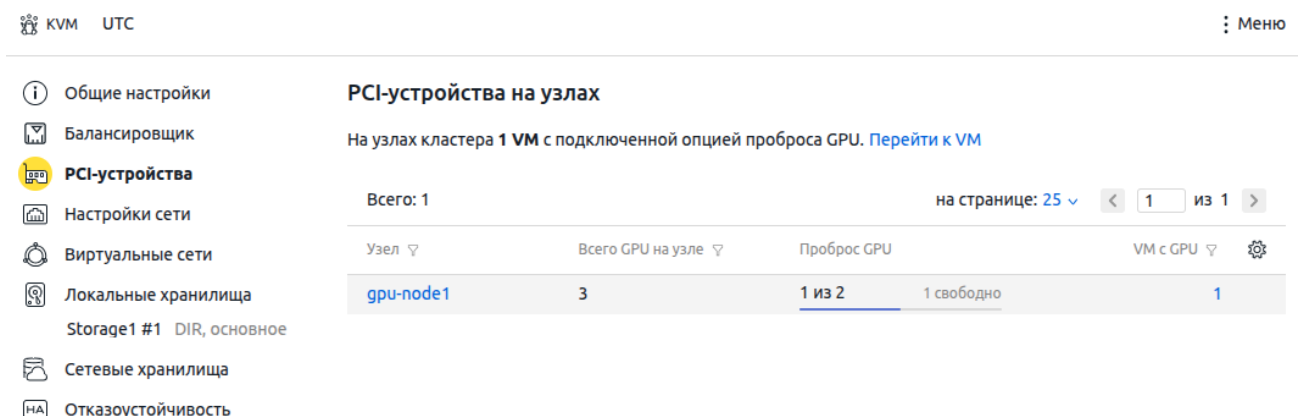 KVM UTC
Меню
Общие настройки
Балансировщик
PCI-устройства
Настройки сети
Виртуальные сети
Локальные хранилища
Storage1 #1 DIR, основное
Сетевые хранилища
HA Отказоустойчивость
PCI-устройства на узлах
На узлах кластера 1 VM с подключенной опцией проброса GPU. Перейти к VM
Всего: 1 на странице: 25 1 из 1
Узел Всего GPU на узле Проброс GPU VM с GPU
gpu-node1 3 1 из 2 1 свободно 1